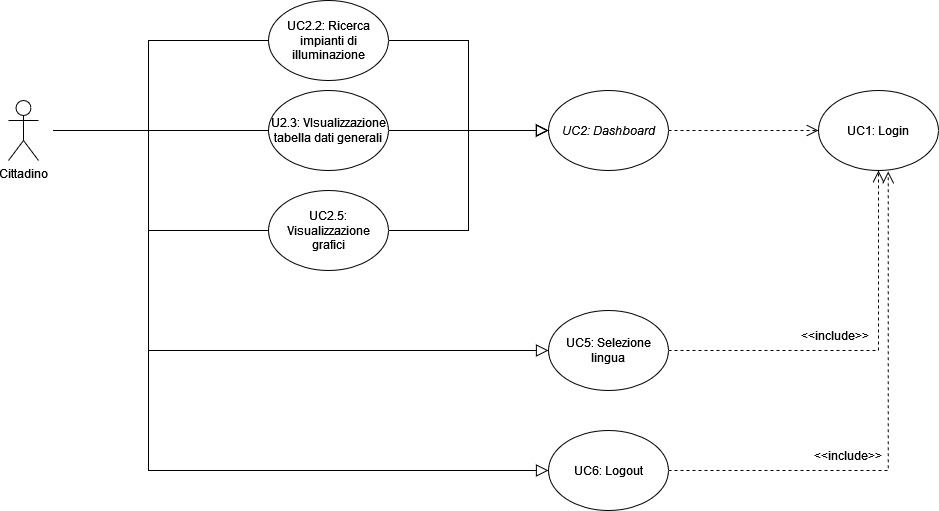 UC2.2: Ricerca
impianti di
illuminazione
U2.3: VIsualizzazione
tabella dati generali
UC2: Dashboard
UC1: Login
Cittadino
UC2.5:
Visualizzazione
grafici
UC5: Selezione
lingua
<<include>>
UC6: Logout
<<include>>